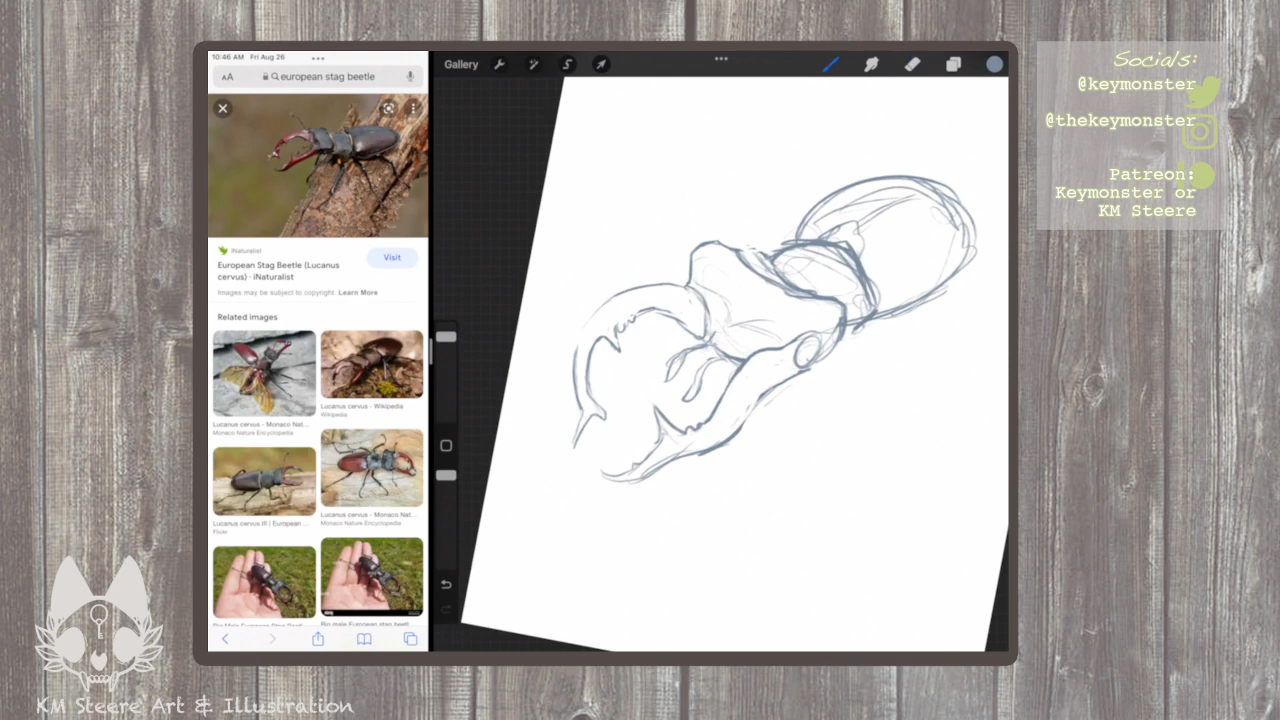 10:46 AM Fri Aug 26
AA european stag beetle
iNaturalist
European Stag Beetle (Lucanus
cervus) · iNaturalist
Visit
Images may be subject to copyright. Learn More
Related images
Lucanus cervus - Monaco Nat...
Monaco Nature Encyclopedia
Lucanus cervus - Wikipedia
Wikipedia
Lucanus cervus III | European ...
Flickr
Lucanus cervus - Monaco Nat...
Monaco Nature Encyclopedia
Gallery
Socials:
@keymonster
@thekeymonster
Patreon:
Keymonster or
KM Steere
KM Steere Art & Illustration